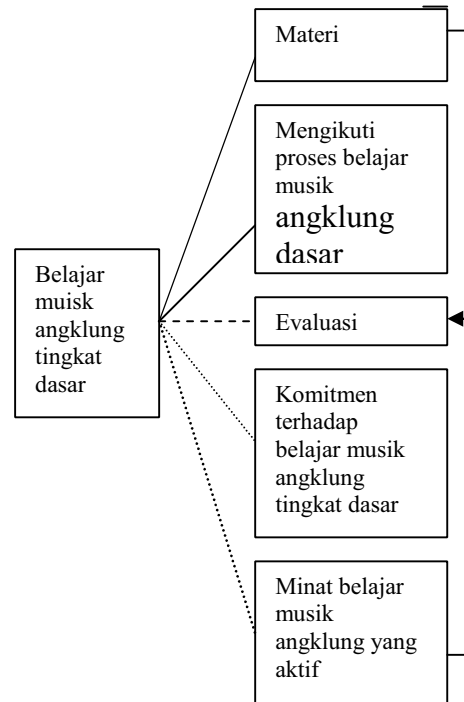 Materi
Mengikuti
proses belajar
musik
angklung
dasar
Belajar
muisk
angklung
tingkat
dasar
Evaluasi
Komitmen
terhadap
belajar musik
angklung
tingkat dasar
Minat belajar
musik
angklung yang
aktif